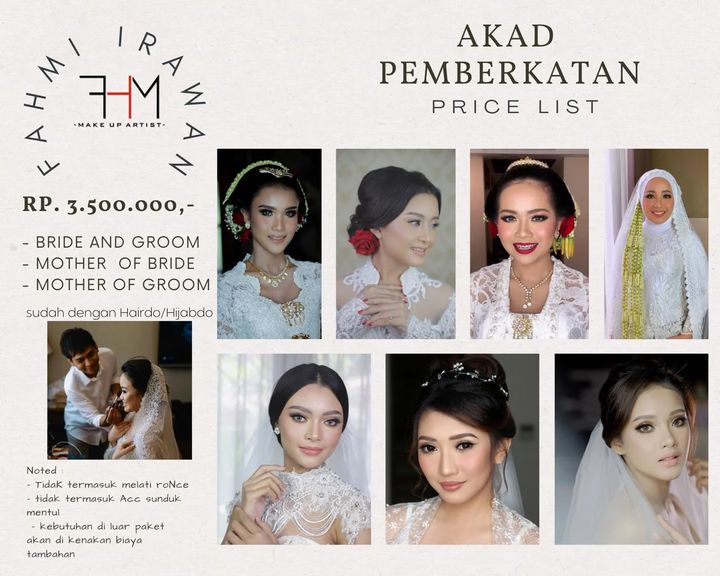 FAHMI IRAWAN
FHM
-MAKE UP ARTIST-
AKAD
PEMBERKATAN
PRICE LIST
RP. 3.500.000,-
- BRIDE AND GROOM
- MOTHER OF BRIDE
- MOTHER OF GROOM
sudah dengan Hairdo/Hijabdo
Noted :
- TidaK termasuk melati roNce
- tidak termasuk Acc sunduk
mentul
- kebutuhan di luar paket
akan di kenakan biaya
tambahan